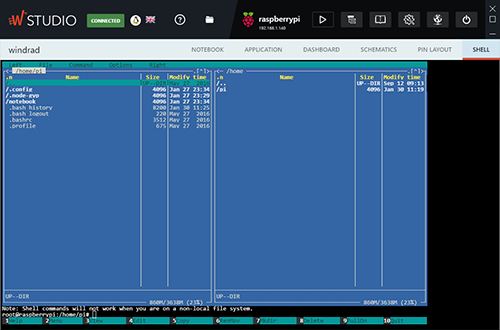 W STUDIO CONNECTED raspberrypi
192.168.1.140
windrad NOTEBOOK APPLICATION DASHBOARD SCHEMATICS PIN LAYOUT SHELL
Left File Command Options Right
<─ /home/pi .[^]> <─ /home .[^]>
.n Name Size Modify time .n Name Size Modify time
/.. UP--DIR /.. UP--DIR Sep 12 09:13
/.config 4096 Jan 27 23:34 /pi 4096 Jan 30 11:19
/.node-gyp 4096 Jan 27 23:29
/notebook 4096 Jan 27 23:34
.bash_history 8200 Jan 30 11:25
.bash_logout 220 May 27 2016
.bashrc 3512 May 27 2016
.profile 675 May 27 2016
UP--DIR UP--DIR
860M/3638M (23%) 860M/3638M (23%)
Note: Shell commands will not work when you are on a non-local file system.
root@raspberrypi:/home/pi#
1Help 2Menu 3View 4Edit 5Copy 6RenMov 7Mkdir 8Delete 9PullDn 10Quit